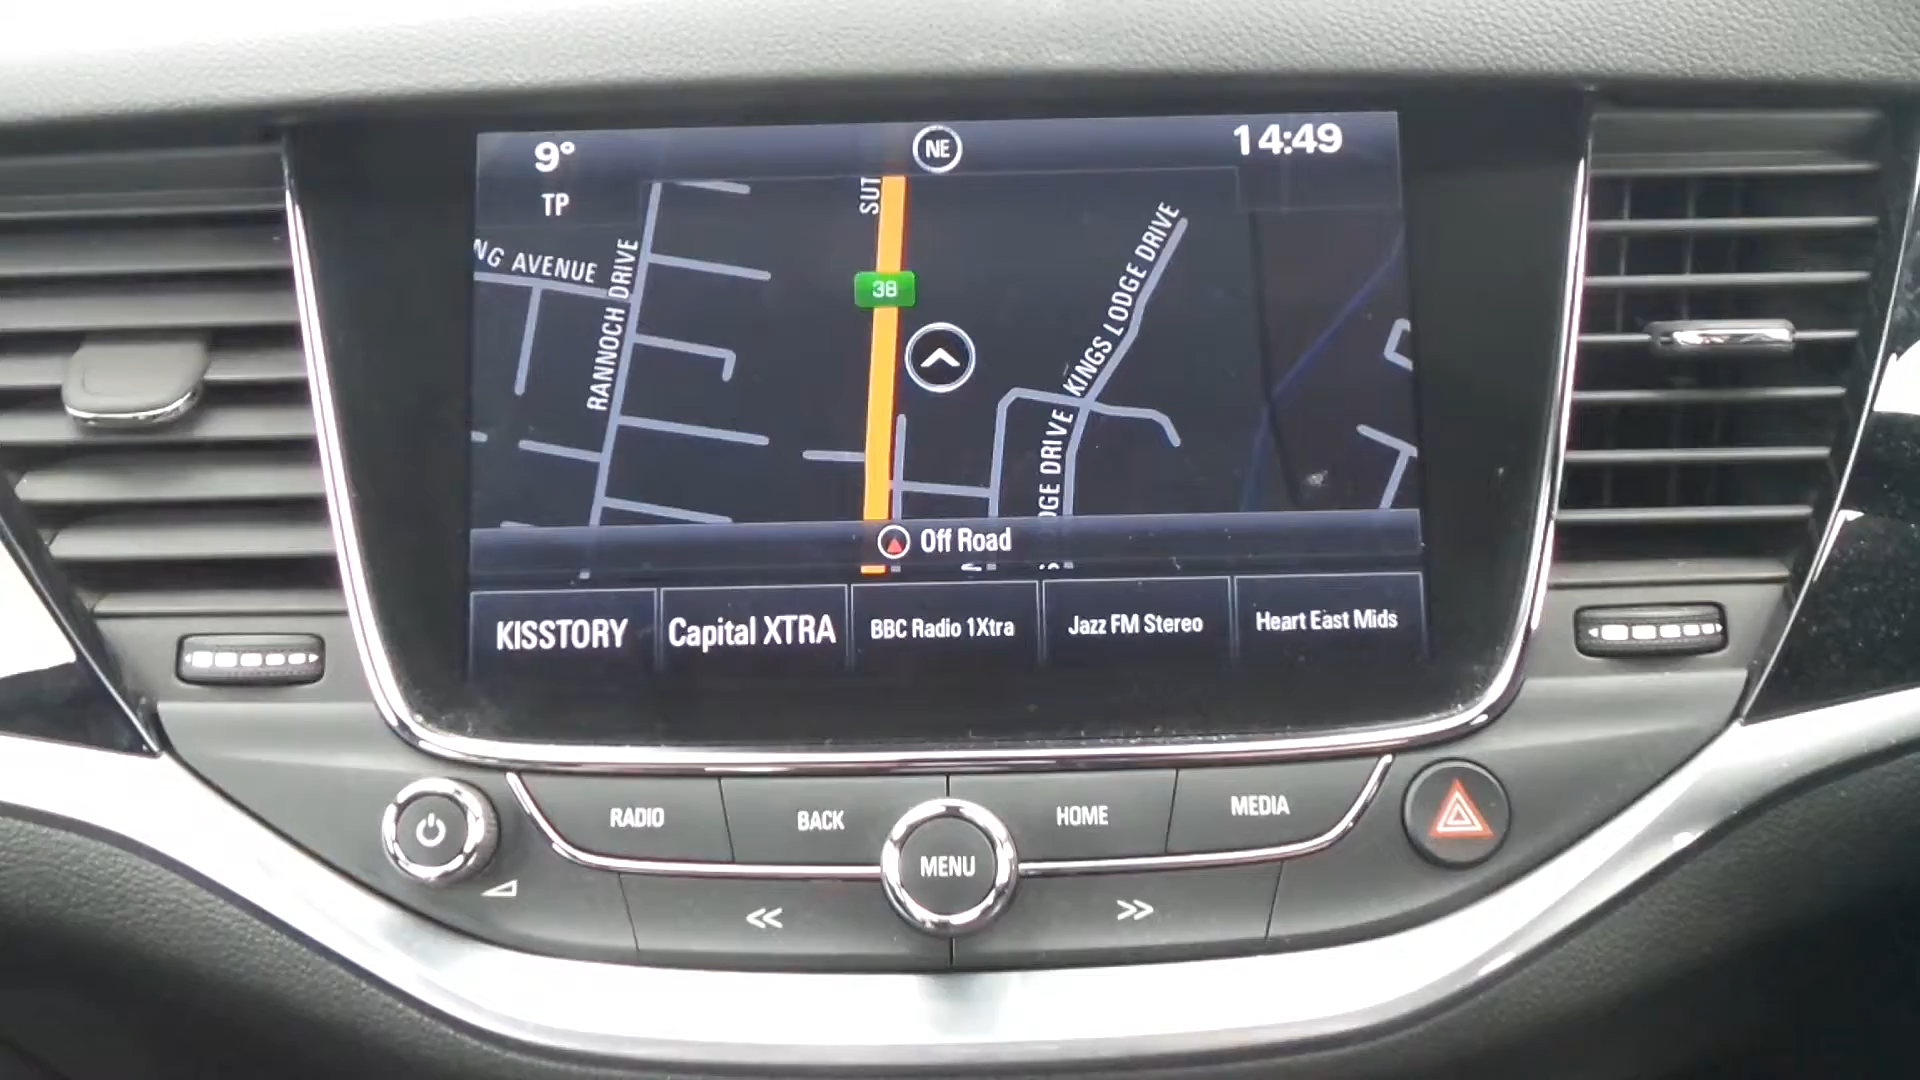 9°
NE
14:49
TP
SUT
NG AVENUE
RANNOCH DRIVE
38
KINGS LODGE DRIVE
DGE DRIVE
Off Road
KISSTORY
Capital XTRA
BBC Radio 1Xtra
Jazz FM Stereo
Heart East Mids
RADIO
BACK
MENU
HOME
MEDIA